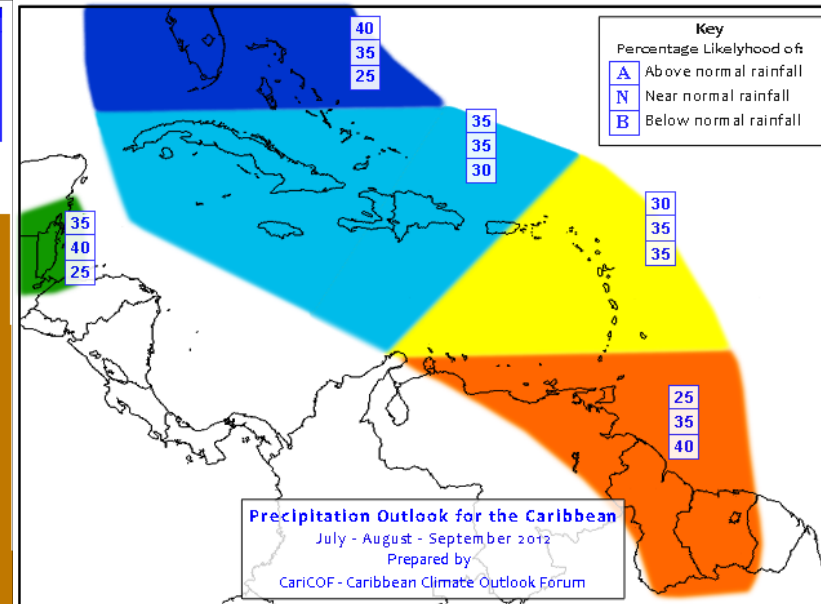 40
35
25
Key
Percentage Likelyhood of:
A Above normal rainfall
N Near normal rainfall
B Below normal rainfall
35
35
30
30
35
35
35
40
25
25
35
40
Precipitation Outlook for the Caribbean
July - August - September 2012
Prepared by
CariCOF - Caribbean Climate Outlook Forum